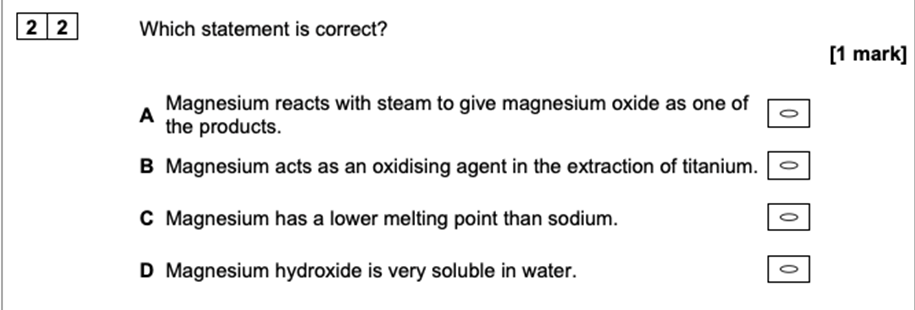 2 2 Which statement is correct?
[1 mark]
A Magnesium reacts with steam to give magnesium oxide as one of
the products.
B Magnesium acts as an oxidising agent in the extraction of titanium.
C Magnesium has a lower melting point than sodium.
D Magnesium hydroxide is very soluble in water.